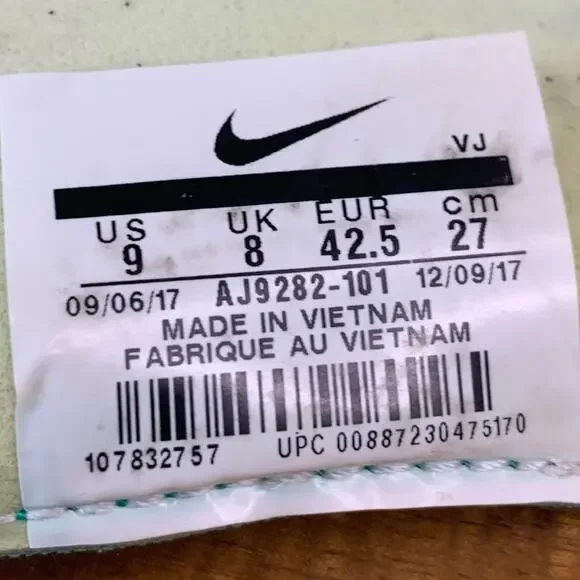 VJ
US UK EUR cm
9 8 42.5 27
09/06/17 AJ9282-101 12/09/17
MADE IN VIETNAM
FABRIQUE AU VIETNAM
107832757 UPC 00887230475170